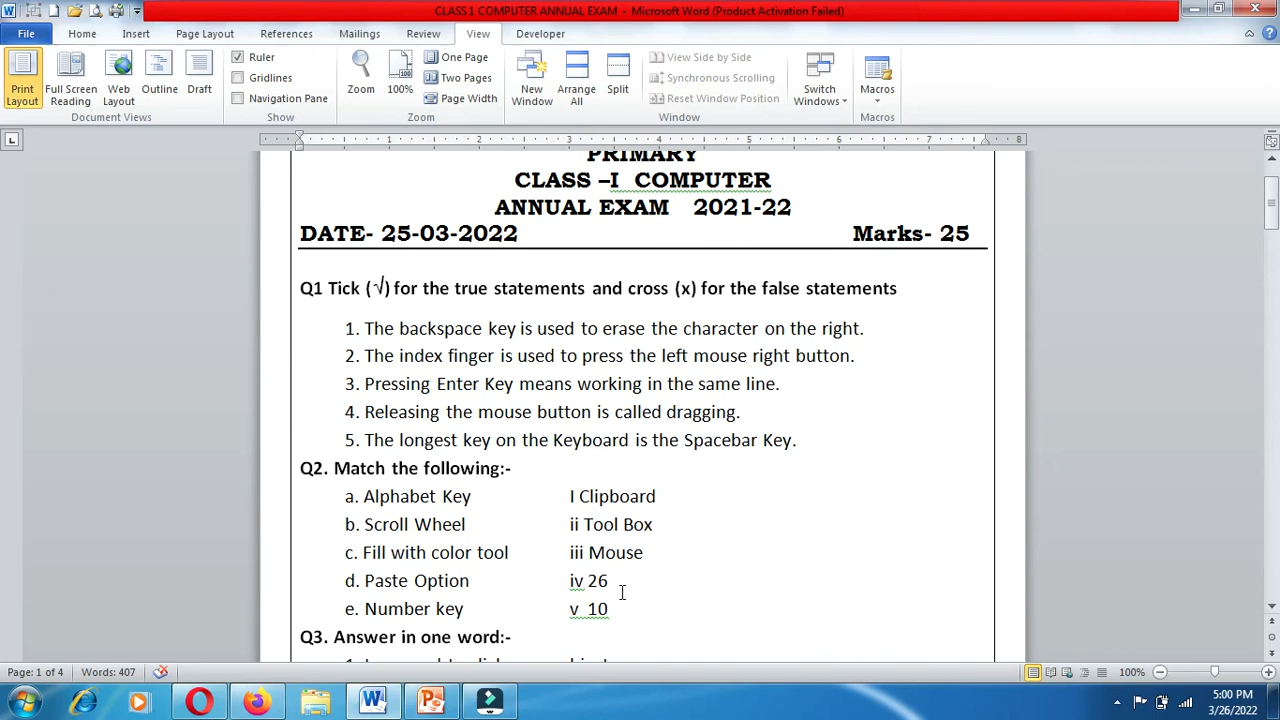 CLASS 1 COMPUTER ANNUAL EXAM - Microsoft Word (Product Activation Failed)
File Home Insert Page Layout References Mailings Review View Developer
Print Layout
Full Screen Reading
Web Layout
Outline
Draft
Document Views
Ruler
Gridlines
Navigation Pane
Show
Zoom
100%
One Page
Two Pages
Page Width
Zoom
New Window
Arrange All
Split
View Side by Side
Synchronous Scrolling
Reset Window Position
Window
Switch Windows
Macros
Macros
1 2 3 4 5 6 7 8
PRIMARY
CLASS –I COMPUTER
ANNUAL EXAM 2021-22
DATE- 25-03-2022 Marks- 25
Q1 Tick (√) for the true statements and cross (x) for the false statements
1. The backspace key is used to erase the character on the right.
2. The index finger is used to press the left mouse right button.
3. Pressing Enter Key means working in the same line.
4. Releasing the mouse button is called dragging.
5. The longest key on the Keyboard is the Spacebar Key.
Q2. Match the following:-
a. Alphabet Key I Clipboard
b. Scroll Wheel ii Tool Box
c. Fill with color tool iii Mouse
d. Paste Option iv 26
e. Number key v 10
Q3. Answer in one word:-
Page: 1 of 4 Words: 407 100%
5:00 PM
3/26/2022